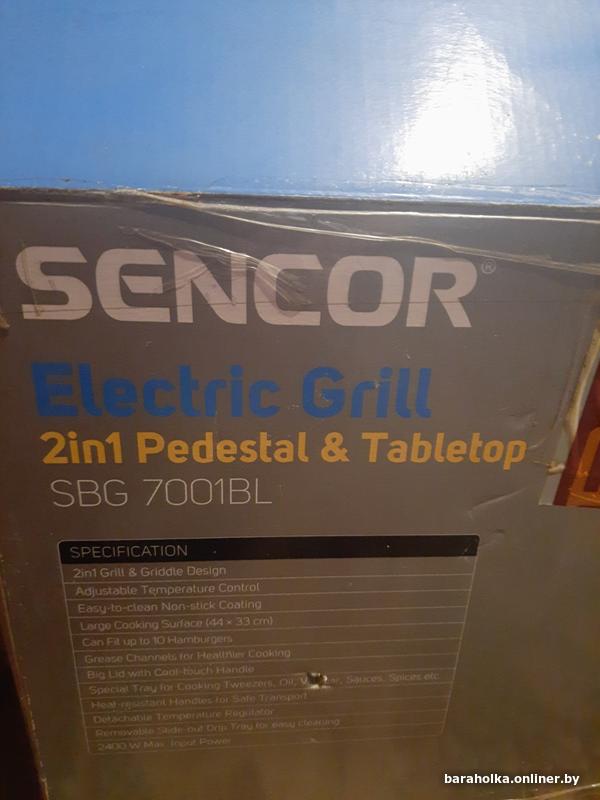 SENCOR®
Electric Grill
2in1 Pedestal & Tabletop
SBG 7001BL
SPECIFICATION
2in1 Grill & Griddle Design
Adjustable Temperature Control
Easy-to-clean Non-stick Coating
Large Cooking Surface (44 × 33 cm)
Can Fit up to 10 Hamburgers
Grease Channels for Healthier Cooking
Big Lid with Cool-touch Handle
Special Tray for Cooking Tweezers, Oil, Sauces, Spices etc
Heat-resistant Handles for Safe Transport
Detachable Temperature Regulator
Removable Slide-out Drip Tray for easy cleaning
2400 W Max. Input Power
baraholka.onliner.by